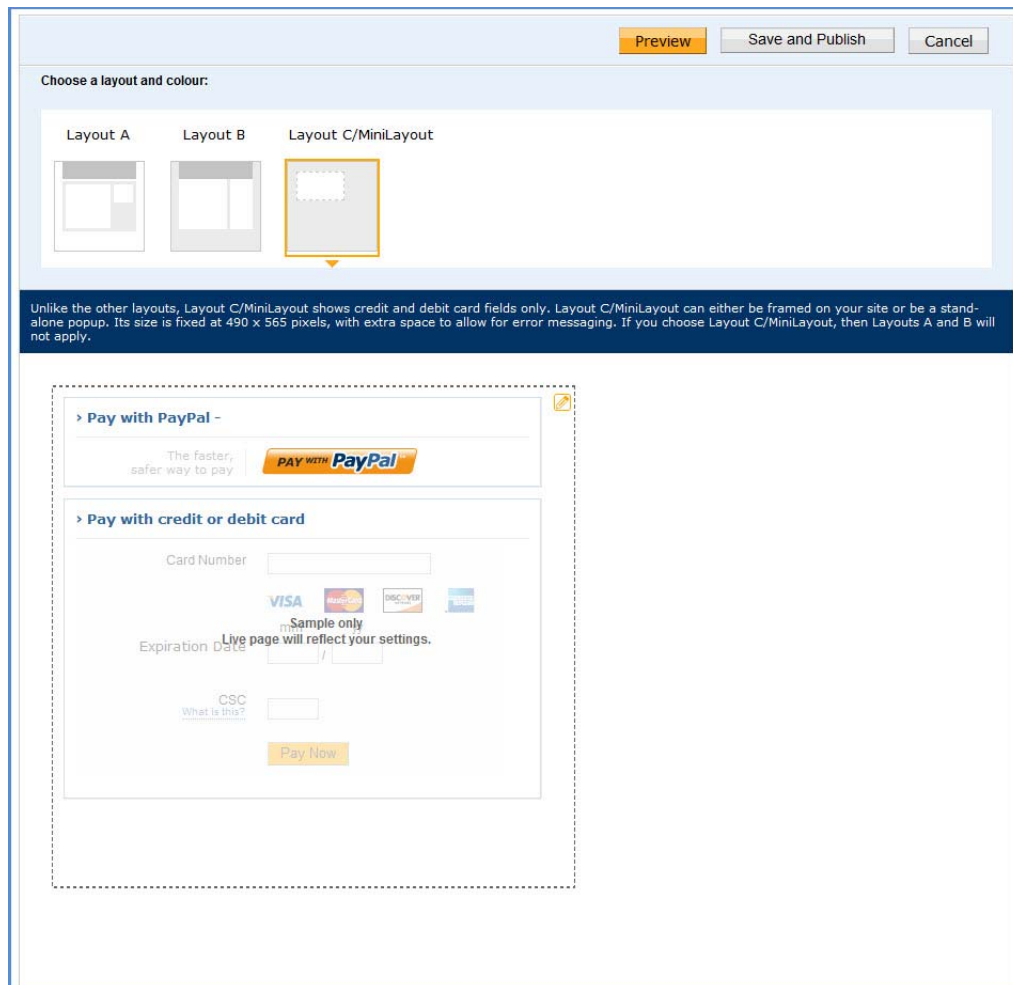 Preview Save and Publish Cancel
Choose a layout and colour:
Layout A Layout B Layout C/MiniLayout
Unlike the other layouts, Layout C/MiniLayout shows credit and debit card fields only. Layout C/MiniLayout can either be framed on your site or be a stand-
alone popup. Its size is fixed at 490 x 565 pixels, with extra space to allow for error messaging. If you choose Layout C/MiniLayout, then Layouts A and B will
not apply.
› Pay with PayPal -
The faster,
safer way to pay
PAY WITH PayPal
› Pay with credit or debit card
Card Number
VISA MasterCard DISCOVER
Sample only
Live page will reflect your settings.
Expiration Date /
CSC
What is this?
Pay Now